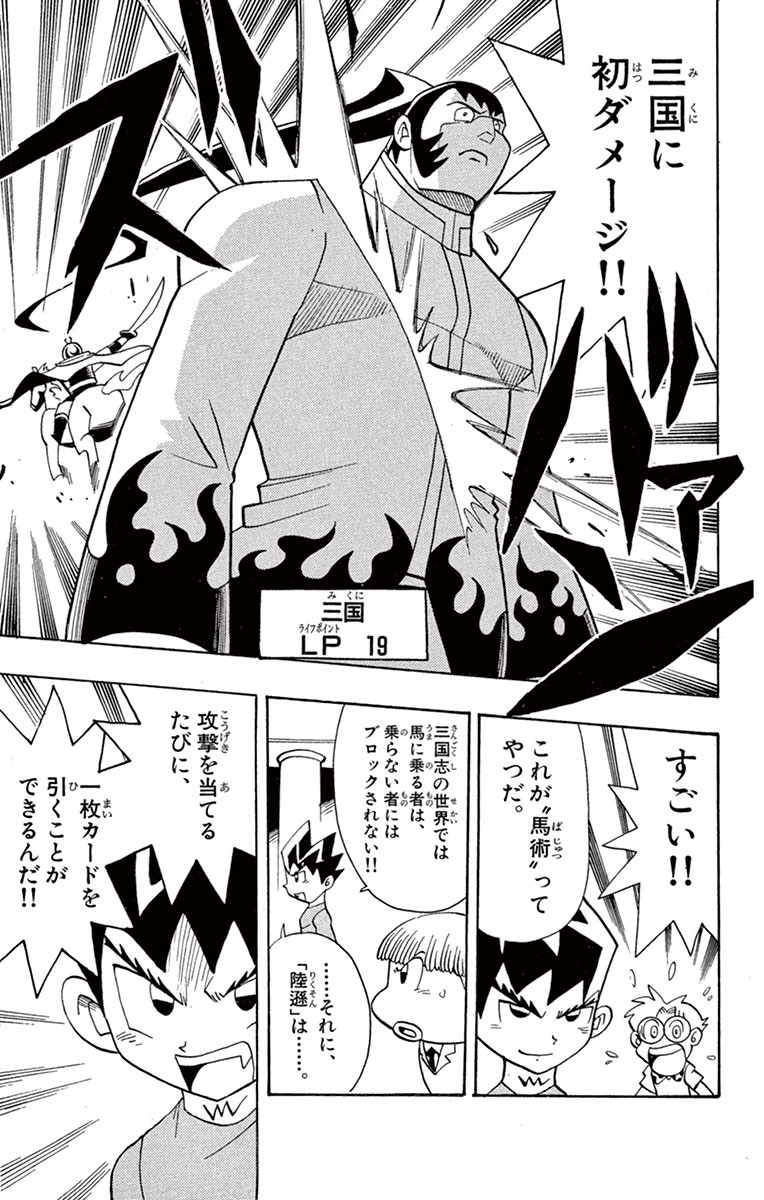 三国に
初ダメージ!!
ズバァ
三国
LP 19
すごい!!
これが〝馬術〟って
やつだ。
三国志の世界では
馬に乗る者は、
乗らない者には
ブロックされない!!
……それに、
「陸遜」は……。
攻撃を当てる
たびに、
一枚カードを
引くことが
できるんだ!!